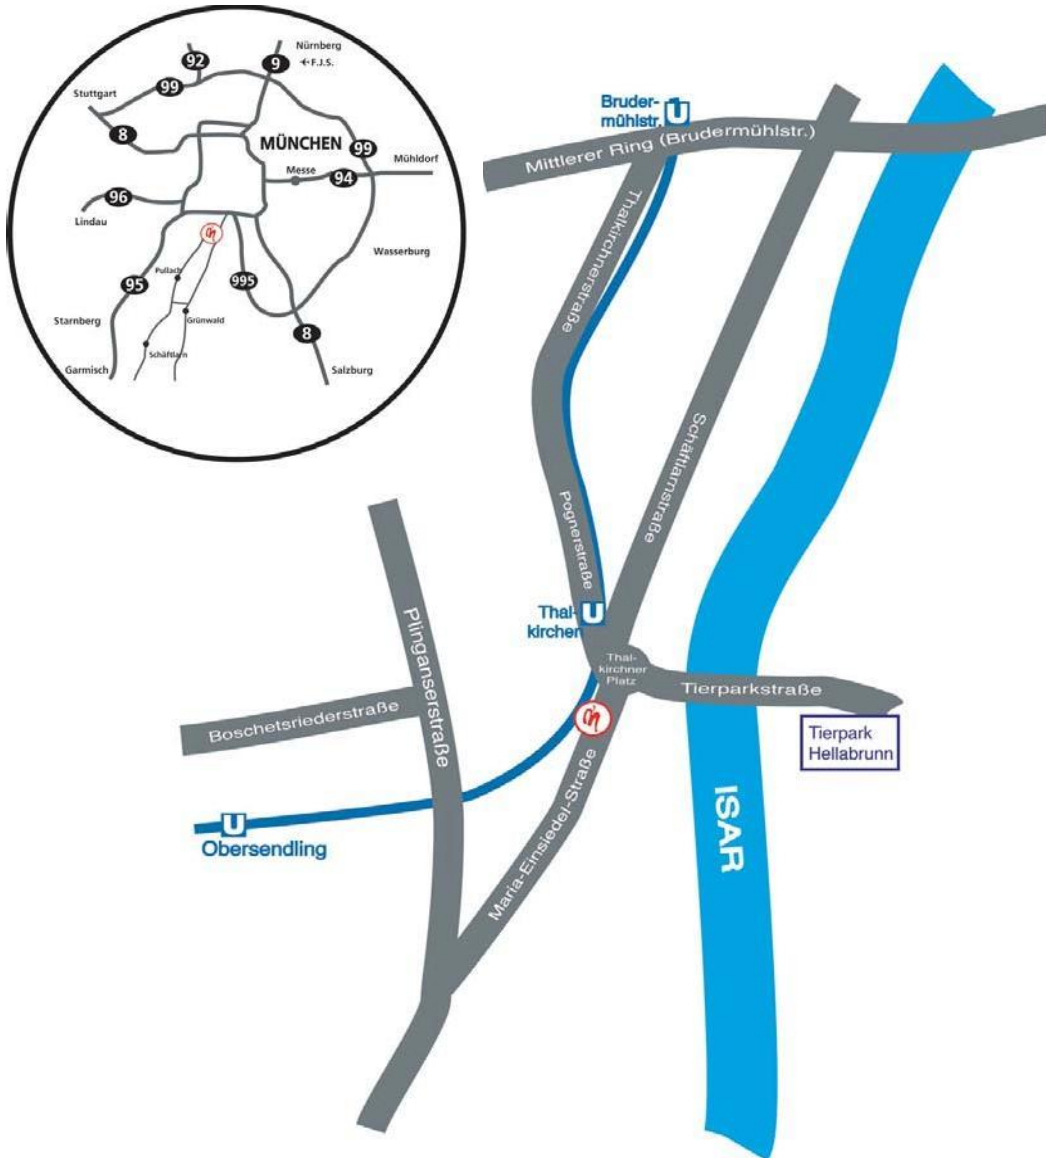 Nürnberg
←F.J.S.
92
9
99
Stuttgart
8
MÜNCHEN
99
Mühldorf
Messe
94
96
Lindau
Wasserburg
Pullach
95
995
Starnberg
Grünwald
8
Schäftlarn
Garmisch
Salzburg
Bruder-
mühlstr.
U
Mittlerer Ring (Brudermühlstr.)
Thalkirchnerstraße
Schäftlarnstraße
Pognerstraße
Thal-
kirchen
U
Plinganserstraße
Thal-
kirchner
Platz
Tierparkstraße
Boschetsriederstraße
Tierpark
Hellabrunn
Maria-Einsiedel-Straße
ISAR
U
Obersendling